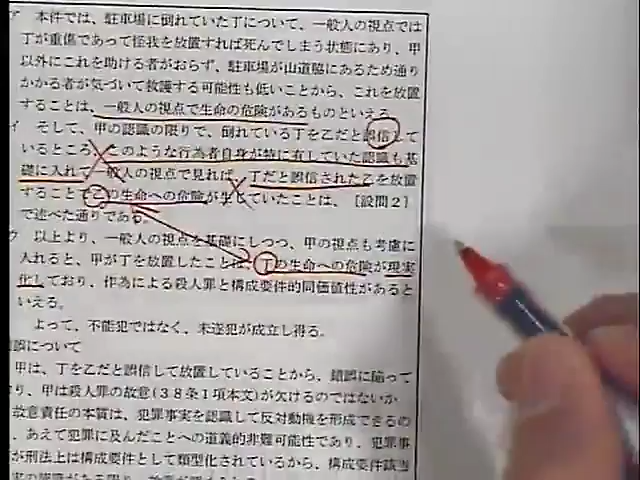 ア 本件では、駐車場に倒れていた丁について、一般人の視点では
丁が重傷であって怪我を放置すれば死んでしまう状態にあり、甲
以外にこれを助ける者がおらず、駐車場が山道脇にあるため通り
かかる者が気づいて救護する可能性も低いことから、これを放置
することは、一般人の視点で生命の危険があるものといえる
イ そして、甲の認識の限りで、倒れている丁を乙だと誤信して
いるところ、このような行為者自身が特に有していた認識も基
礎に入れて一般人の視点で見れば、丁だと誤信された乙を放置
することで乙の生命への危険が生じていたことは、[設問2]
で述べた通りである。
ウ 以上より、一般人の視点を基礎にしつつ、甲の視点も考慮に
入れると、甲が丁を放置したことは、丁の生命への危険が現実
化しており、作為による殺人罪と構成要件的同価値性があると
いえる。
よって、不能犯ではなく、未遂犯が成立し得る。
誤について
甲は、丁を乙だと誤信して放置していることから、錯誤に陥って
り、甲は殺人罪の故意(38条1項本文)が欠けるのではないか
故意責任の本質は、犯罪事実を認識して反対動機を形成できるの
、あえて犯罪に及んだことへの道義的非難可能性であり、犯罪事
が刑法上は構成要件として類型化されているから、構成要件該当